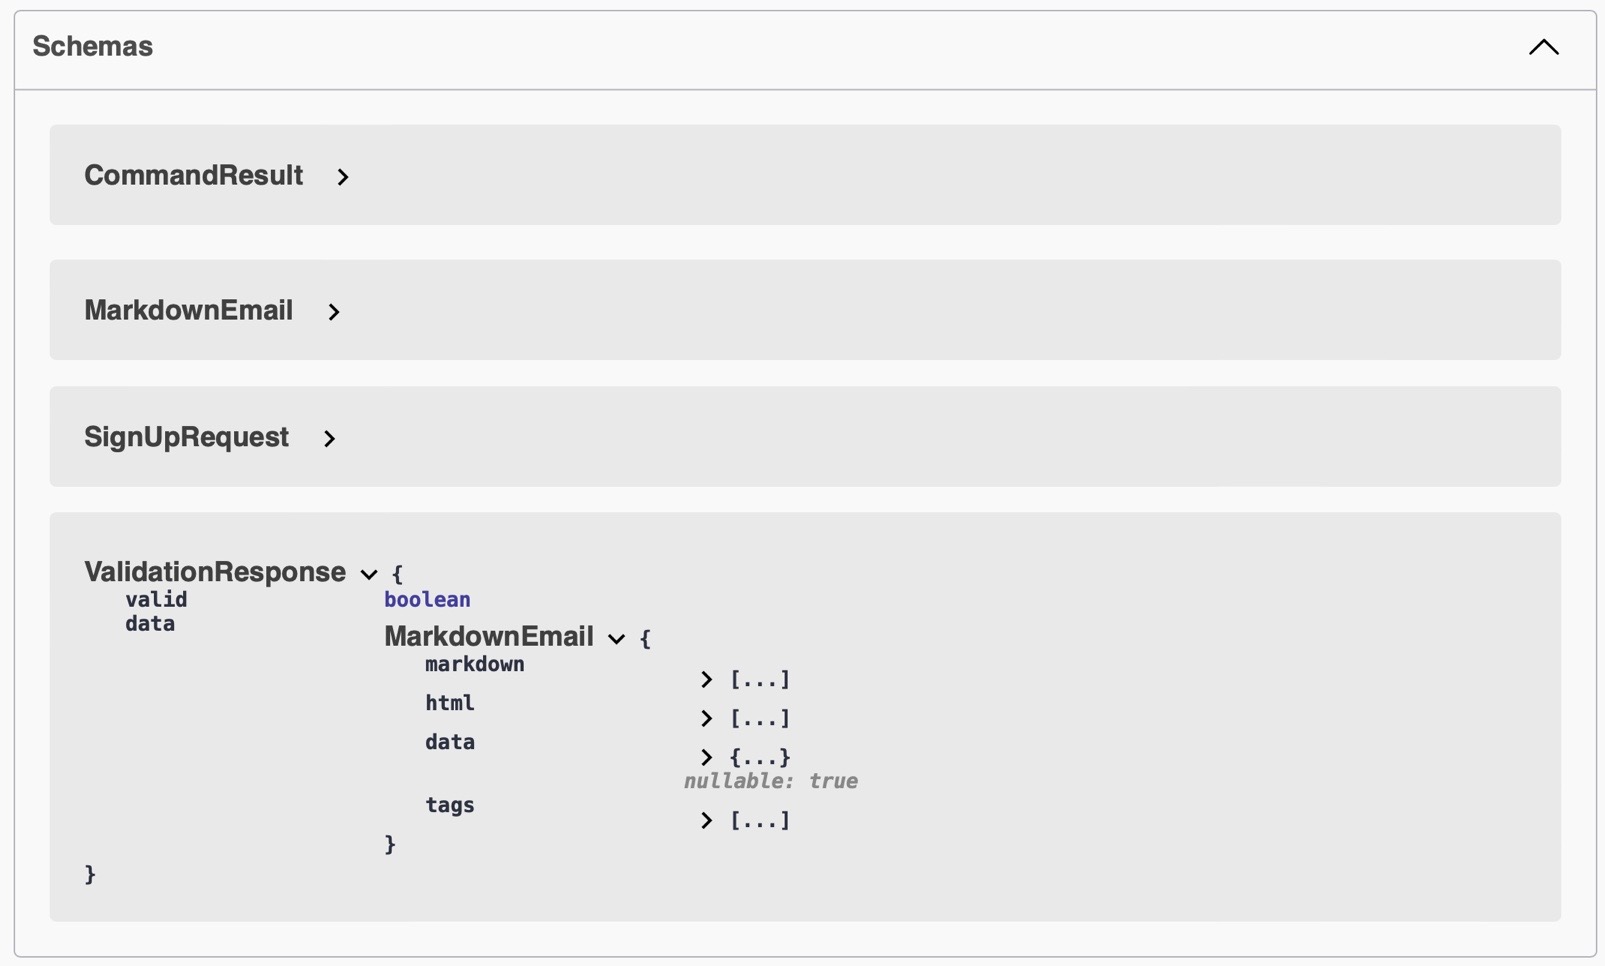 Schemas
CommandResult
MarkdownEmail
SignUpRequest
ValidationResponse {
valid boolean
data
MarkdownEmail {
markdown
[...]
html
[...]
data
{...}
nullable: true
tags
[...]
}
}